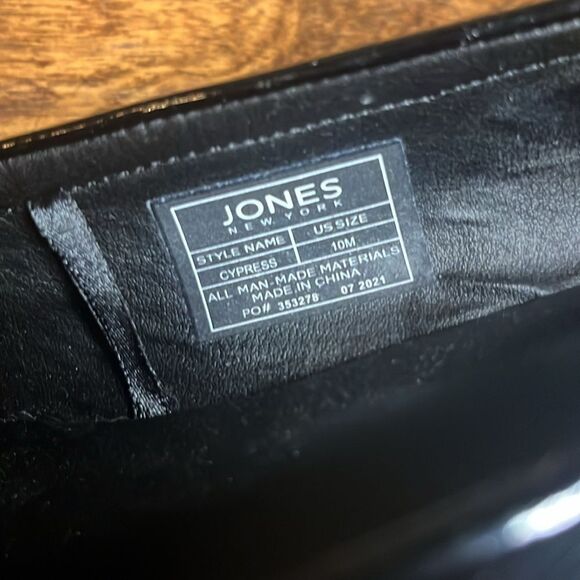 JONES
NEW YORK
STYLE NAME US SIZE
CYPRESS 10M
ALL MAN-MADE MATERIALS
MADE IN CHINA
PO# 353278 07 2021